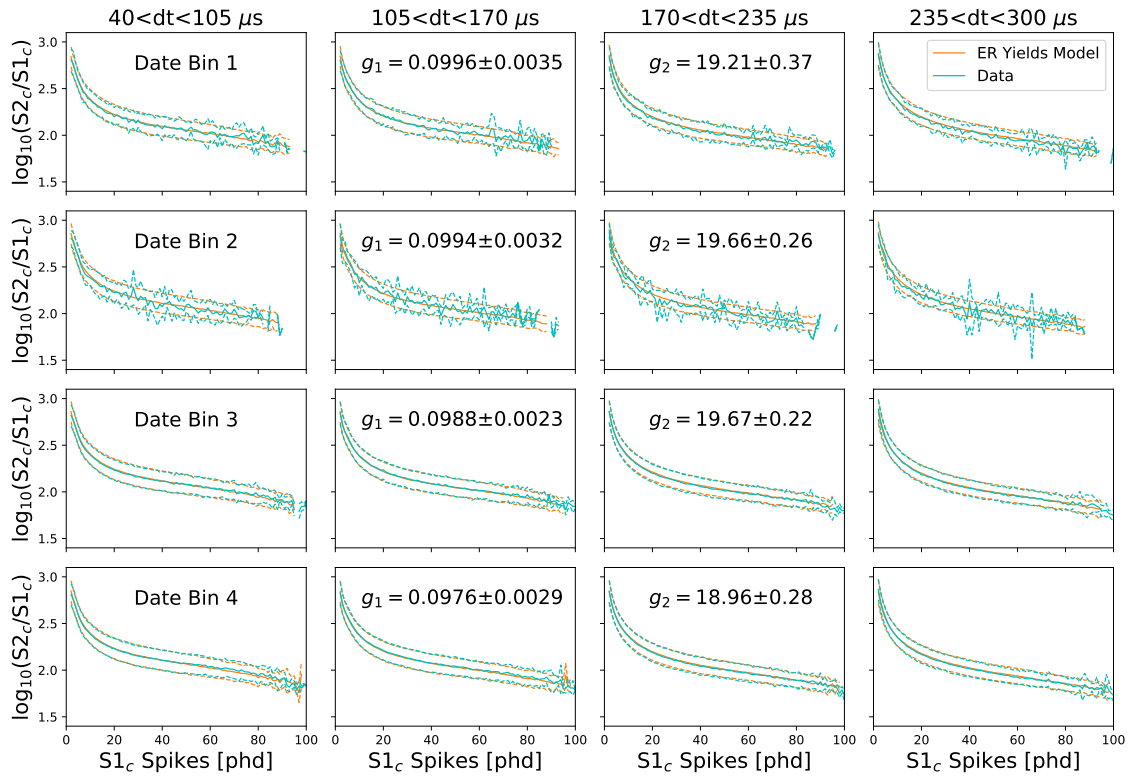 40<dt<105 μs 105<dt<170 μs 170<dt<235 μs 235<dt<300 μs
log₁₀(S2c/S1c)
3.0
2.5
2.0
1.5
Date Bin 1
g₁ = 0.0996±0.0035
g₂ = 19.21±0.37
ER Yields Model
Data
log₁₀(S2c/S1c)
3.0
2.5
2.0
1.5
Date Bin 2
g₁ = 0.0994±0.0032
g₂ = 19.66±0.26
log₁₀(S2c/S1c)
3.0
2.5
2.0
1.5
Date Bin 3
g₁ = 0.0988±0.0023
g₂ = 19.67±0.22
log₁₀(S2c/S1c)
3.0
2.5
2.0
1.5
Date Bin 4
g₁ = 0.0976±0.0029
g₂ = 18.96±0.28
0 20 40 60 80 100 0 20 40 60 80 100 0 20 40 60 80 100 0 20 40 60 80 100
S1c Spikes [phd] S1c Spikes [phd] S1c Spikes [phd] S1c Spikes [phd]